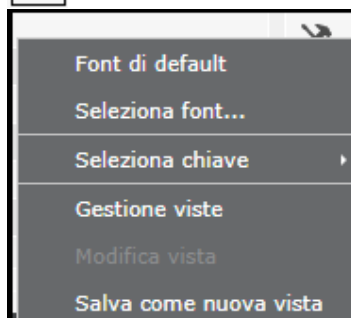 Font di default
Seleziona font...
Seleziona chiave
Gestione viste
Modifica vista
Salva come nuova vista